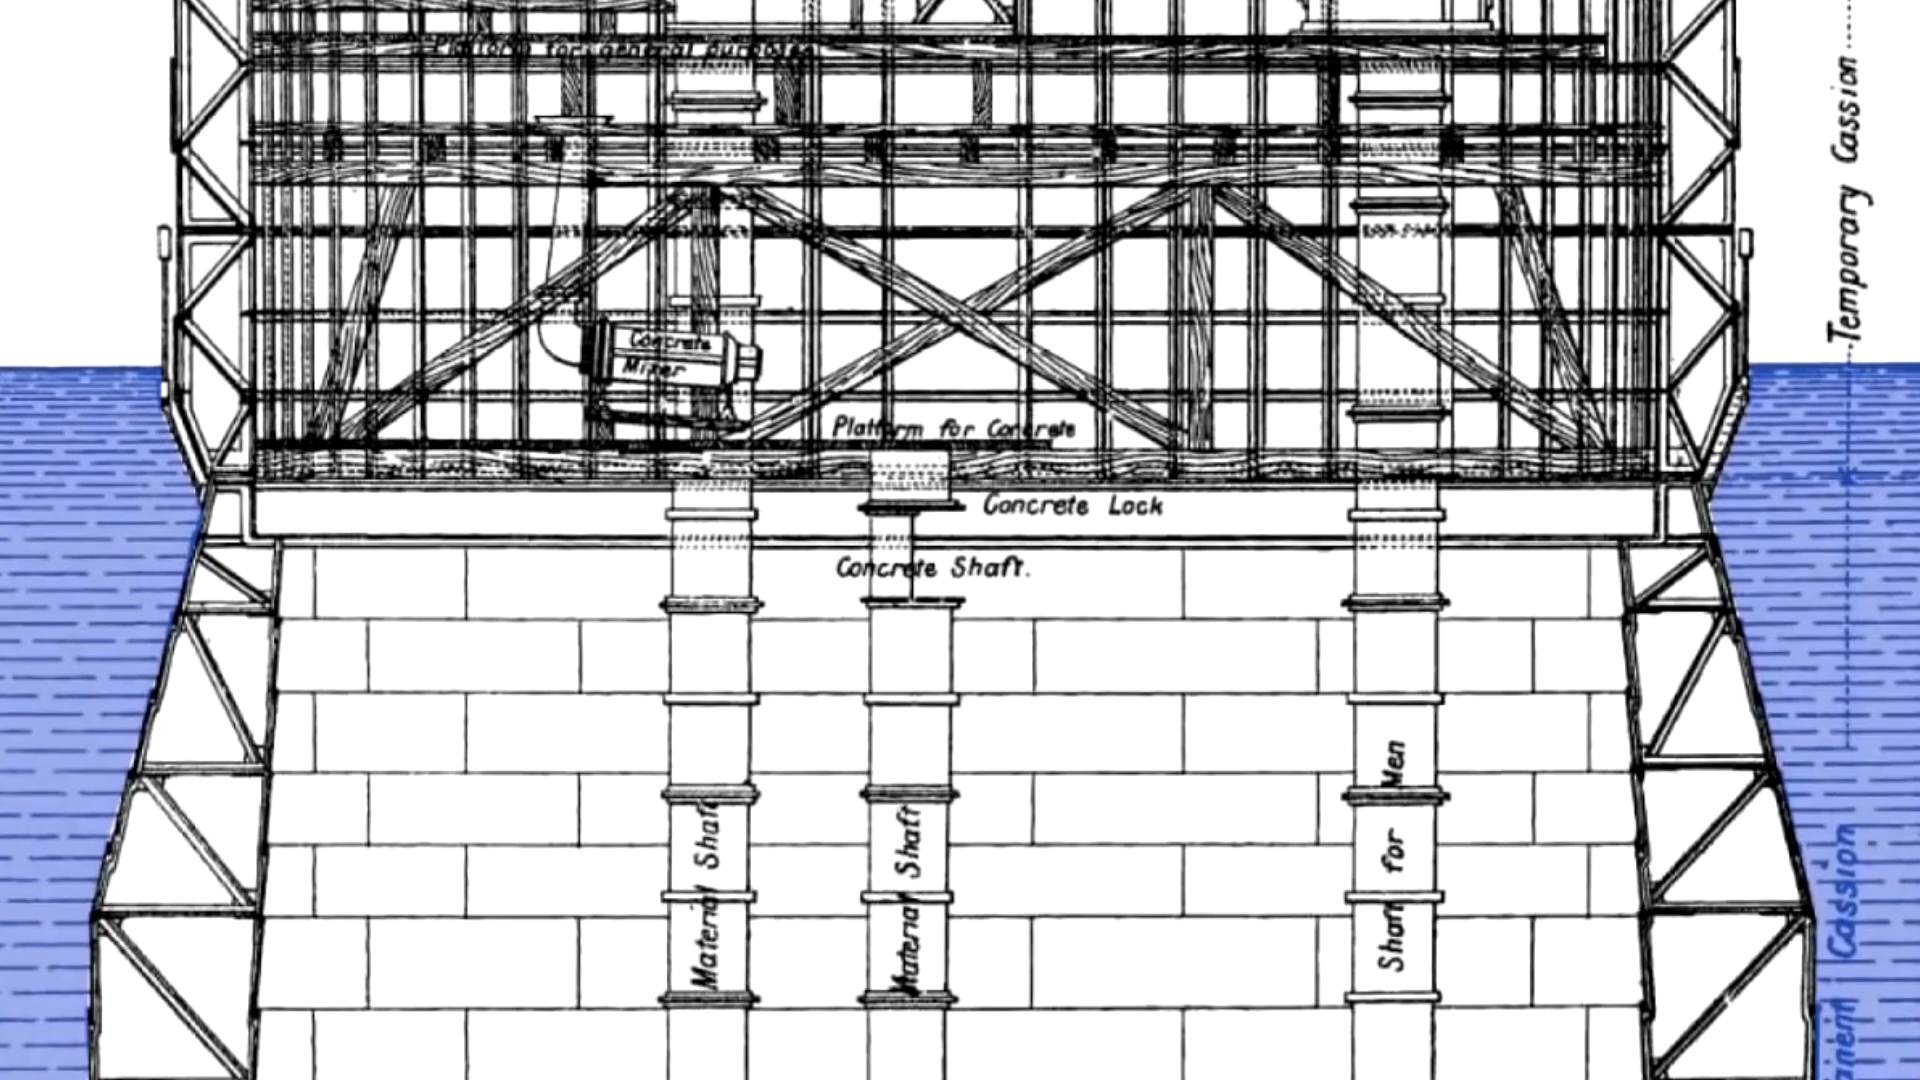 Platform for general purposes
Temporary Cassion
Concrete
Mixer
Platform for Concrete
Concrete Lock
Concrete Shaft.
Material Shaft
Material Shaft
Shaft for Men
Cassion